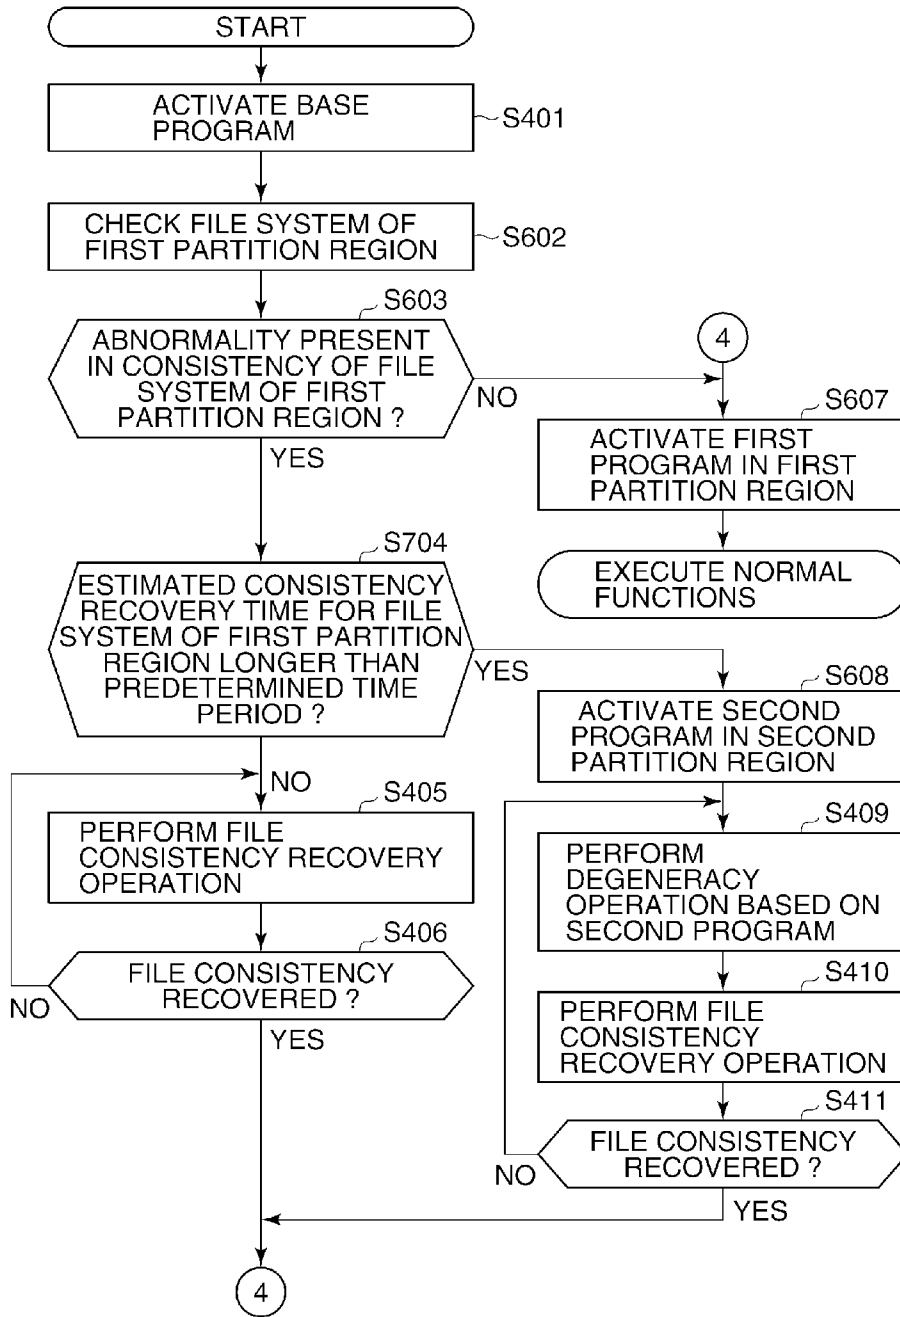 START
ACTIVATE BASE
PROGRAM
S401
CHECK FILE SYSTEM OF
FIRST PARTITION REGION
S602
S603
ABNORMALITY PRESENT
IN CONSISTENCY OF FILE
SYSTEM OF FIRST
PARTITION REGION ?
NO
YES
4
S607
ACTIVATE FIRST
PROGRAM IN FIRST
PARTITION REGION
EXECUTE NORMAL
FUNCTIONS
S704
ESTIMATED CONSISTENCY
RECOVERY TIME FOR FILE
SYSTEM OF FIRST PARTITION
REGION LONGER THAN
PREDETERMINED TIME
PERIOD ?
YES
NO
S405
PERFORM FILE
CONSISTENCY RECOVERY
OPERATION
S406
FILE CONSISTENCY
RECOVERED ?
NO
YES
S608
ACTIVATE SECOND
PROGRAM IN SECOND
PARTITION REGION
S409
PERFORM
DEGENERACY
OPERATION BASED ON
SECOND PROGRAM
S410
PERFORM FILE
CONSISTENCY
RECOVERY OPERATION
S411
FILE CONSISTENCY
RECOVERED ?
NO
YES
4